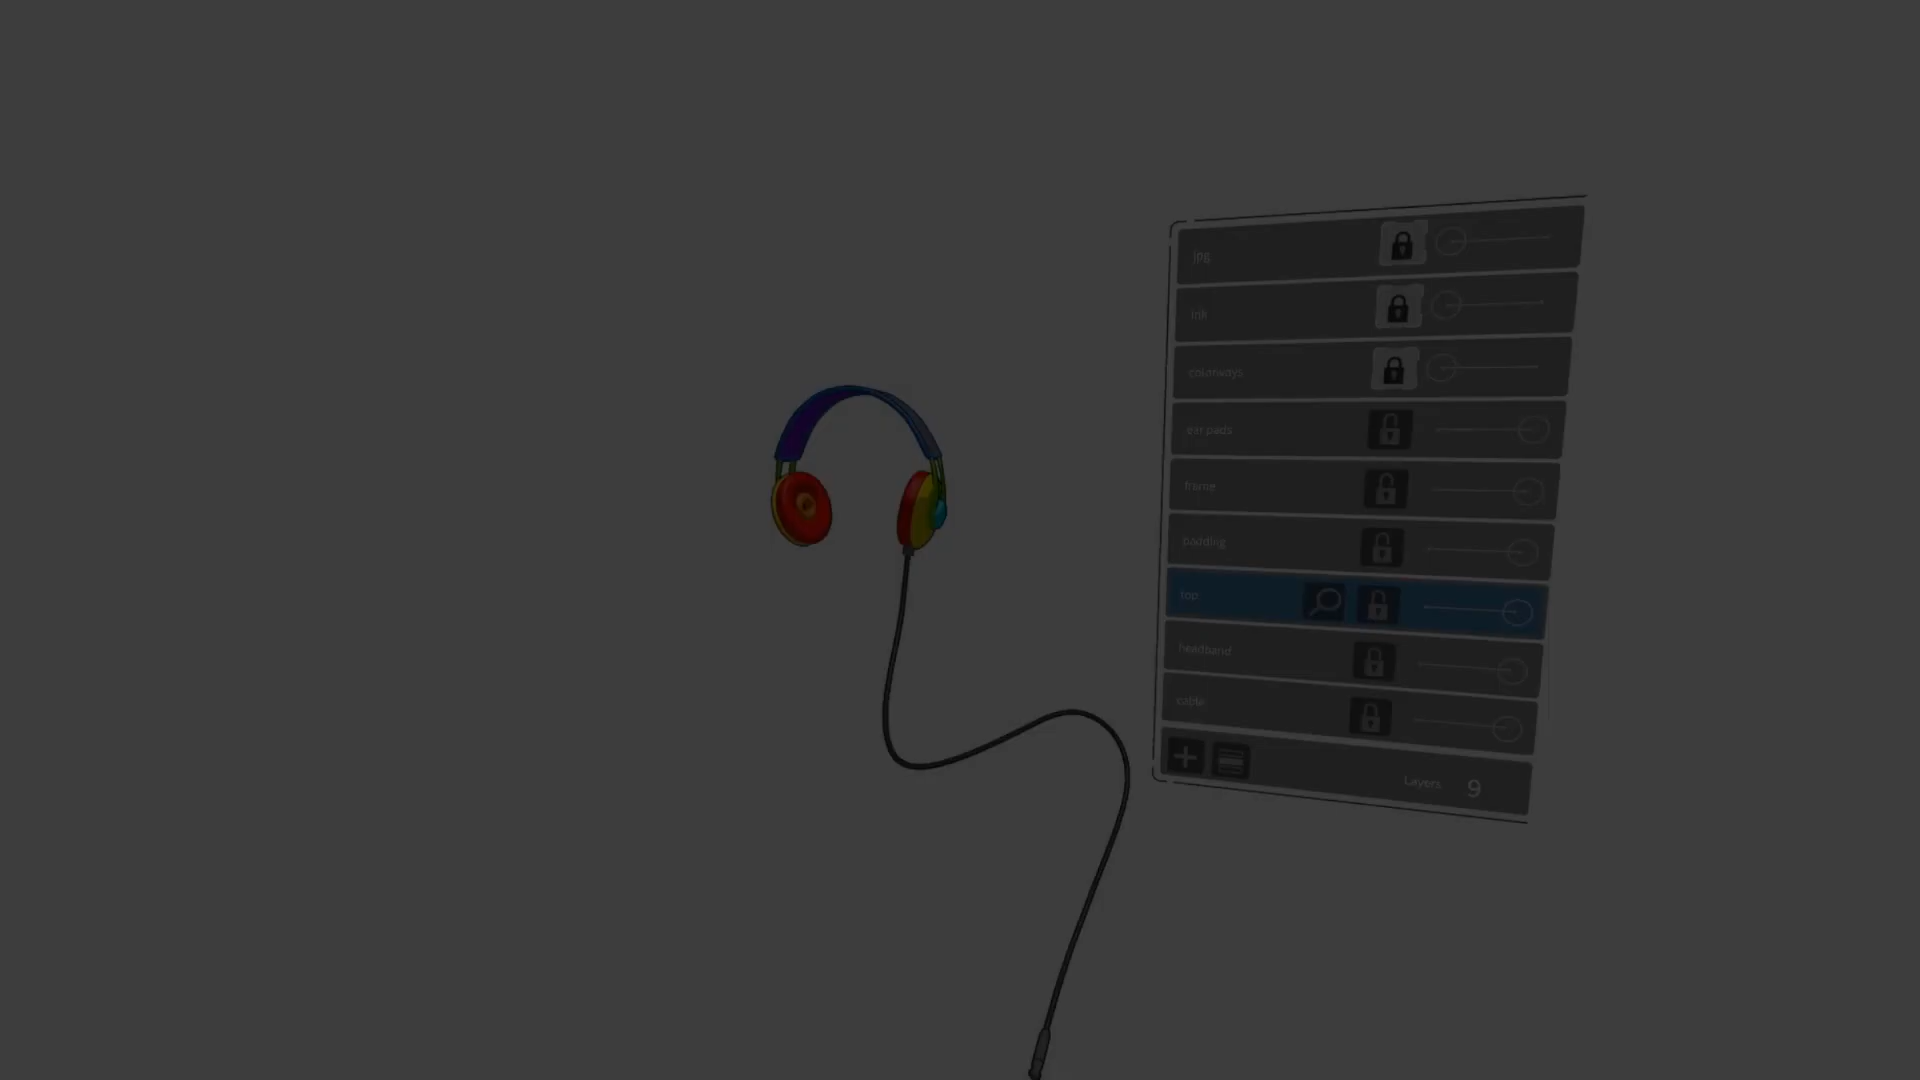 jpg
ink
colorways
ear pads
frame
padding
top
headband
cable
Layers 9